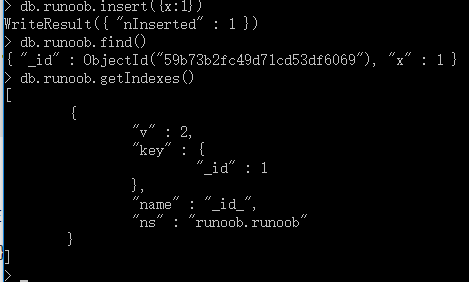 > db.runoob.insert({x:1})
WriteResult({ "nInserted" : 1 })
> db.runoob.find()
{ "_id" : ObjectId("59b73b2fc49d71cd53df6069"), "x" : 1 }
> db.runoob.getIndexes()
[
{
"v" : 2,
"key" : {
"_id" : 1
},
"name" : "_id_",
"ns" : "runoob.runoob"
}
]
>